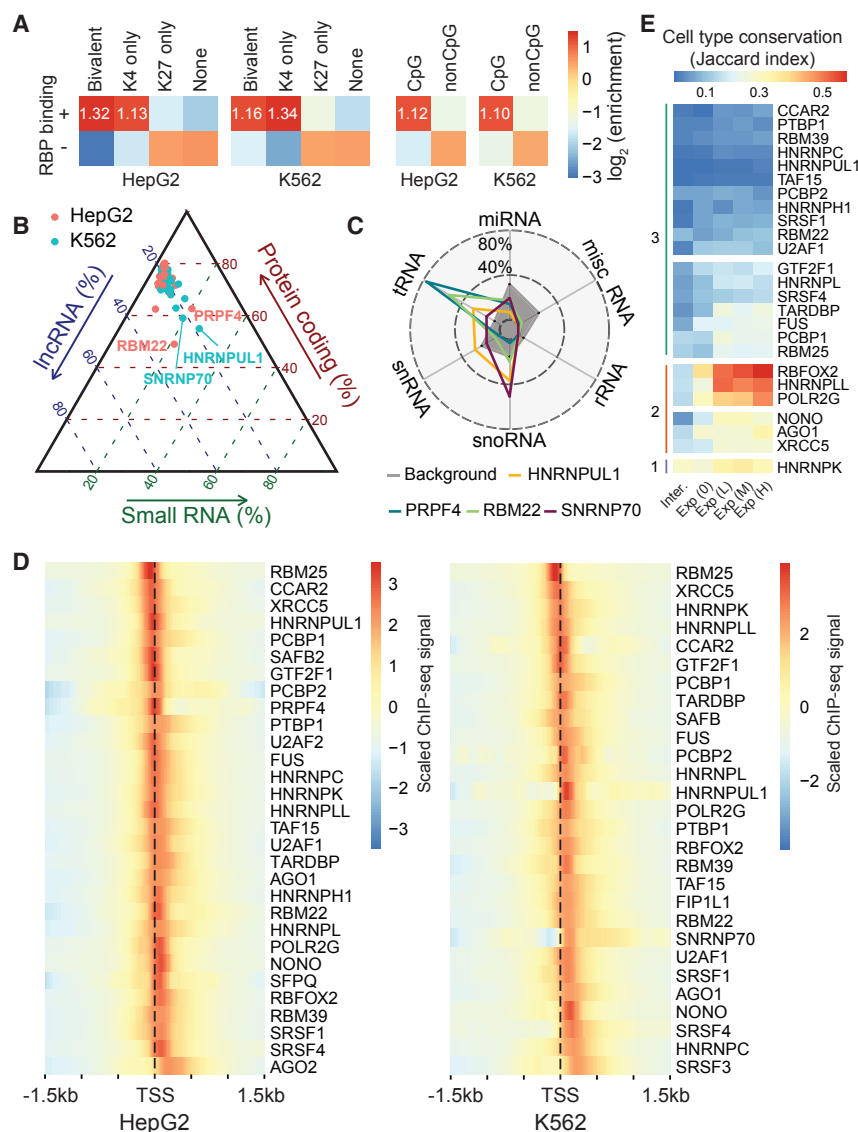 A
Bivalent
K4 only
K27 only
None
Bivalent
K4 only
K27 only
None
CpG
nonCpG
CpG
nonCpG
RBP binding
+
-
1.32
1.13
1.16
1.34
1.12
1.10
HepG2
K562
HepG2
K562
1
0
−1
−2
−3
log2 (enrichment)
B
HepG2
K562
lncRNA (%)
Protein coding (%)
Small RNA (%)
20
40
60
80
80
60
40
20
20
40
60
80
PRPF4
RBM22
HNRNPUL1
SNRNP70
C
miRNA
misc_RNA
rRNA
snoRNA
snRNA
tRNA
80%
40%
Background
HNRNPUL1
PRPF4
RBM22
SNRNP70
E
Cell type conservation
(Jaccard index)
0.1
0.3
0.5
3
CCAR2
PTBP1
RBM39
HNRNPC
HNRNPUL1
TAF15
PCBP2
HNRNPH1
SRSF1
RBM22
U2AF1
GTF2F1
HNRNPL
SRSF4
TARDBP
FUS
PCBP1
RBM25
2
RBFOX2
HNRNPLL
POLR2G
NONO
AGO1
XRCC5
1
HNRNPK
Inter.
Exp (0)
Exp (L)
Exp (M)
Exp (H)
D
RBM25
CCAR2
XRCC5
HNRNPUL1
PCBP1
SAFB2
GTF2F1
PCBP2
PRPF4
PTBP1
U2AF2
FUS
HNRNPC
HNRNPK
HNRNPLL
TAF15
U2AF1
TARDBP
AGO1
HNRNPH1
RBM22
HNRNPL
POLR2G
NONO
SFPQ
RBFOX2
RBM39
SRSF1
SRSF4
AGO2
-1.5kb
TSS
1.5kb
HepG2
3
2
1
0
−1
−2
−3
Scaled ChIP-seq signal
RBM25
XRCC5
HNRNPK
HNRNPLL
CCAR2
GTF2F1
PCBP1
TARDBP
SAFB
FUS
PCBP2
HNRNPL
HNRNPUL1
POLR2G
PTBP1
RBFOX2
RBM39
TAF15
FIP1L1
RBM22
SNRNP70
U2AF1
SRSF1
AGO1
NONO
SRSF4
HNRNPC
SRSF3
-1.5kb
TSS
1.5kb
K562
2
0
−2
Scaled ChIP-seq signal